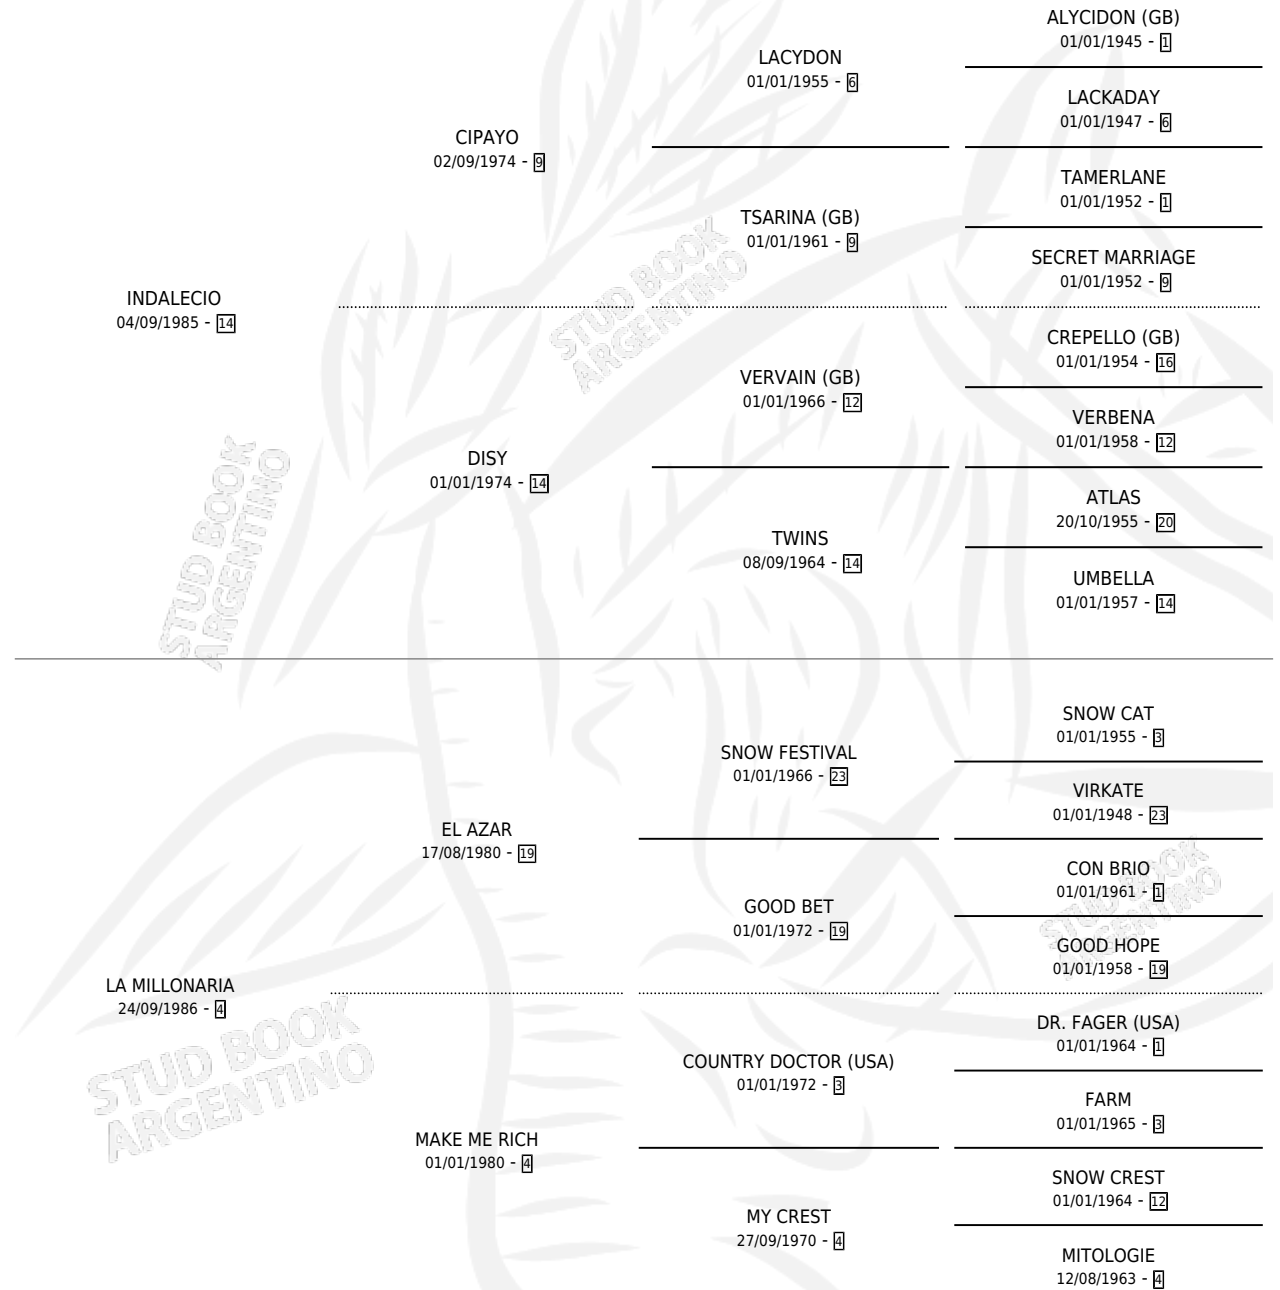 ALYCIDON (GB)
01/01/1945 - 1
LACYDON
01/01/1955 - 6
LACKADAY
01/01/1947 - 6
CIPAYO
02/09/1974 - 9
TAMERLANE
01/01/1952 - 1
TSARINA (GB)
01/01/1961 - 9
SECRET MARRIAGE
01/01/1952 - 9
INDALECIO
04/09/1985 - 14
STUD BOOK
ARGENTINO
CREPELLO (GB)
01/01/1954 - 16
VERVAIN (GB)
01/01/1966 - 12
VERBENA
01/01/1958 - 12
DISY
01/01/1974 - 14
ATLAS
20/10/1955 - 20
TWINS
08/09/1964 - 14
UMBELLA
01/01/1957 - 14
STUD BOOK
ARGENTINO
SNOW CAT
01/01/1955 - 3
SNOW FESTIVAL
01/01/1966 - 23
VIRKATE
01/01/1948 - 23
EL AZAR
17/08/1980 - 19
CON BRIO
01/01/1961 - 1
GOOD BET
01/01/1972 - 19
GOOD HOPE
01/01/1958 - 19
STUD BOOK
ARGENTINO
LA MILLONARIA
24/09/1986 - 4
DR. FAGER (USA)
01/01/1964 - 1
COUNTRY DOCTOR (USA)
01/01/1972 - 3
FARM
01/01/1965 - 3
STUD BOOK
ARGENTINO
MAKE ME RICH
01/01/1980 - 4
SNOW CREST
01/01/1964 - 12
MY CREST
27/09/1970 - 4
MITOLOGIE
12/08/1963 - 4